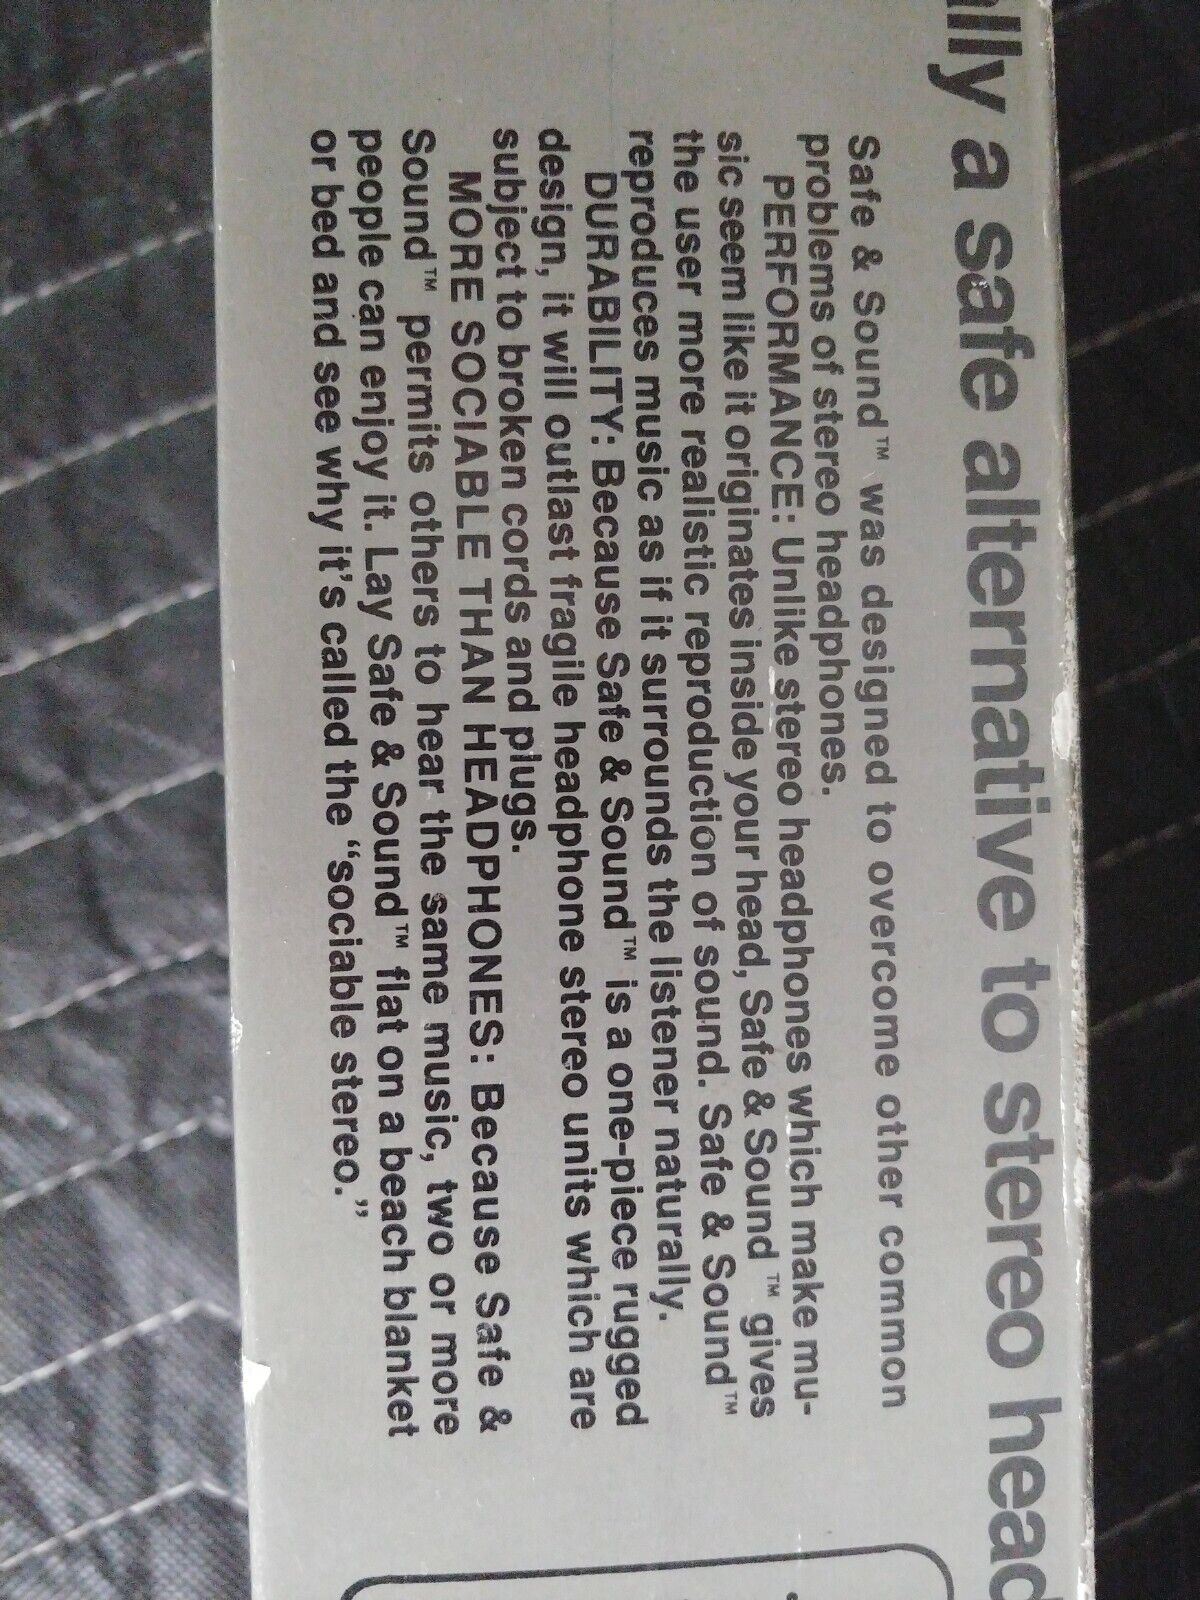 ally a safe alternative to stereo head
Safe & Sound™ was designed to overcome other common
problems of stereo headphones.
PERFORMANCE: Unlike stereo headphones which make mu-
sic seem like it originates inside your head, Safe & Sound™ gives
the user more realistic reproduction of sound. Safe & Sound™
reproduces music as if it surrounds the listener naturally.
DURABILITY: Because Safe & Sound™ is a one-piece rugged
design, it will outlast fragile headphone stereo units which are
subject to broken cords and plugs.
MORE SOCIABLE THAN HEADPHONES: Because Safe &
Sound™ permits others to hear the same music, two or more
people can enjoy it. Lay Safe & Sound™ flat on a beach blanket
or bed and see why it's called the “sociable stereo.”